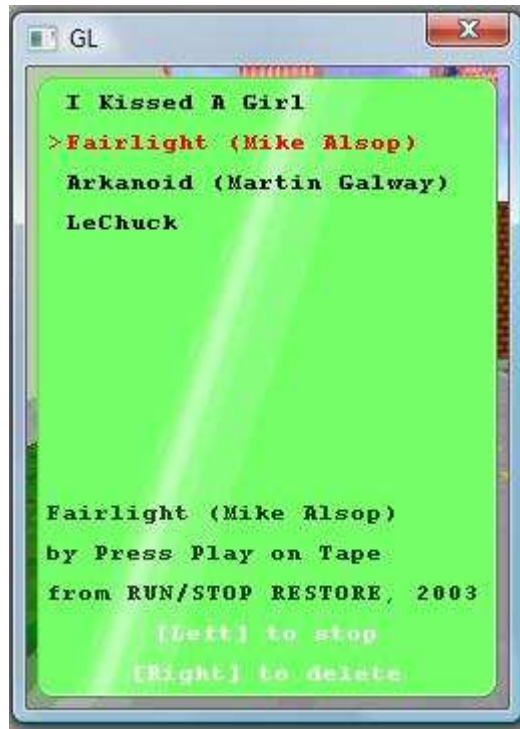 GL
I Kissed A Girl
>Fairlight (Mike Alsop)
Arkanoid (Martin Galway)
LeChuck
Fairlight (Mike Alsop)
by Press Play on Tape
from RUN/STOP RESTORE, 2003
[Left] to stop
[Right] to delete